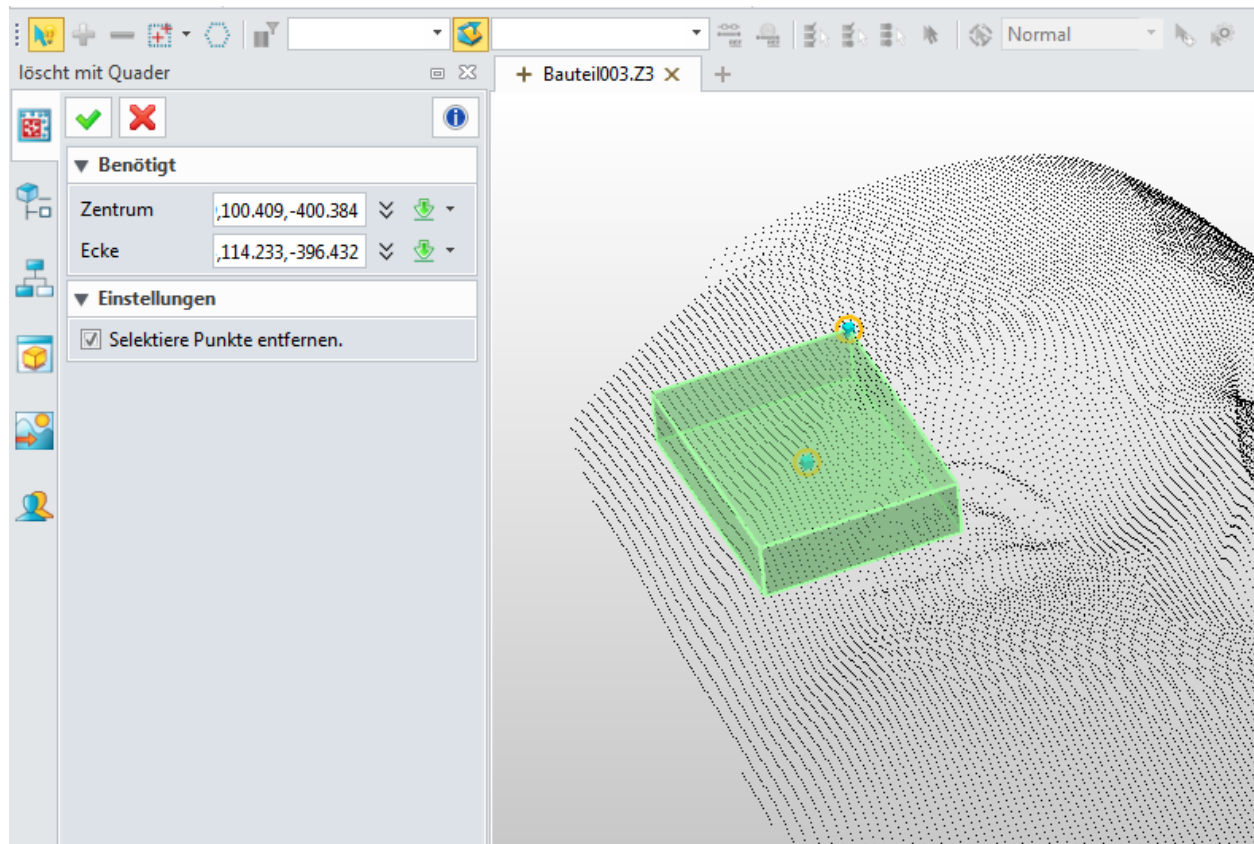 Normal
löscht mit Quader
Bauteil003.Z3
Benötigt
Zentrum ,100.409,-400.384
Ecke ,114.233,-396.432
Einstellungen
Selektiere Punkte entfernen.